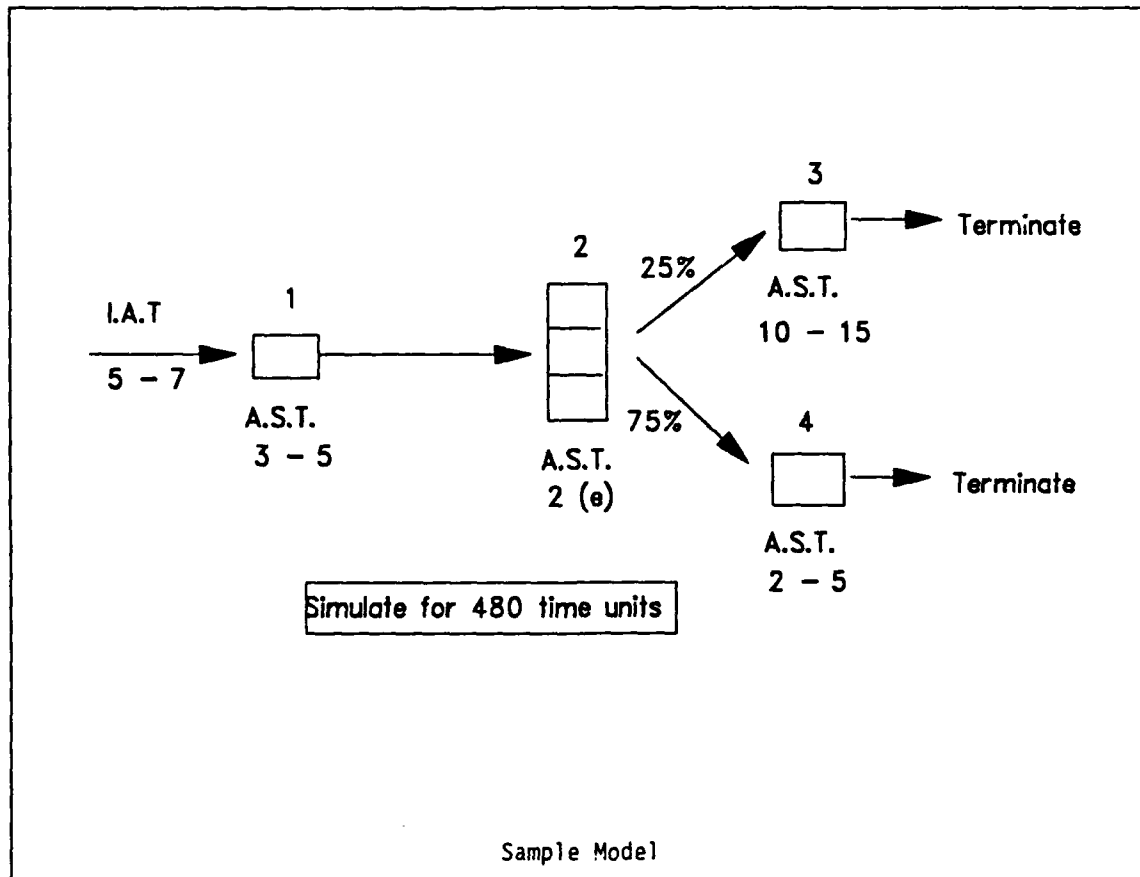 I.A.T
5 - 7
1
A.S.T.
3 - 5
2
A.S.T.
2 (e)
25%
75%
3
A.S.T.
10 - 15
Terminate
4
A.S.T.
2 - 5
Terminate
Simulate for 480 time units
Sample Model